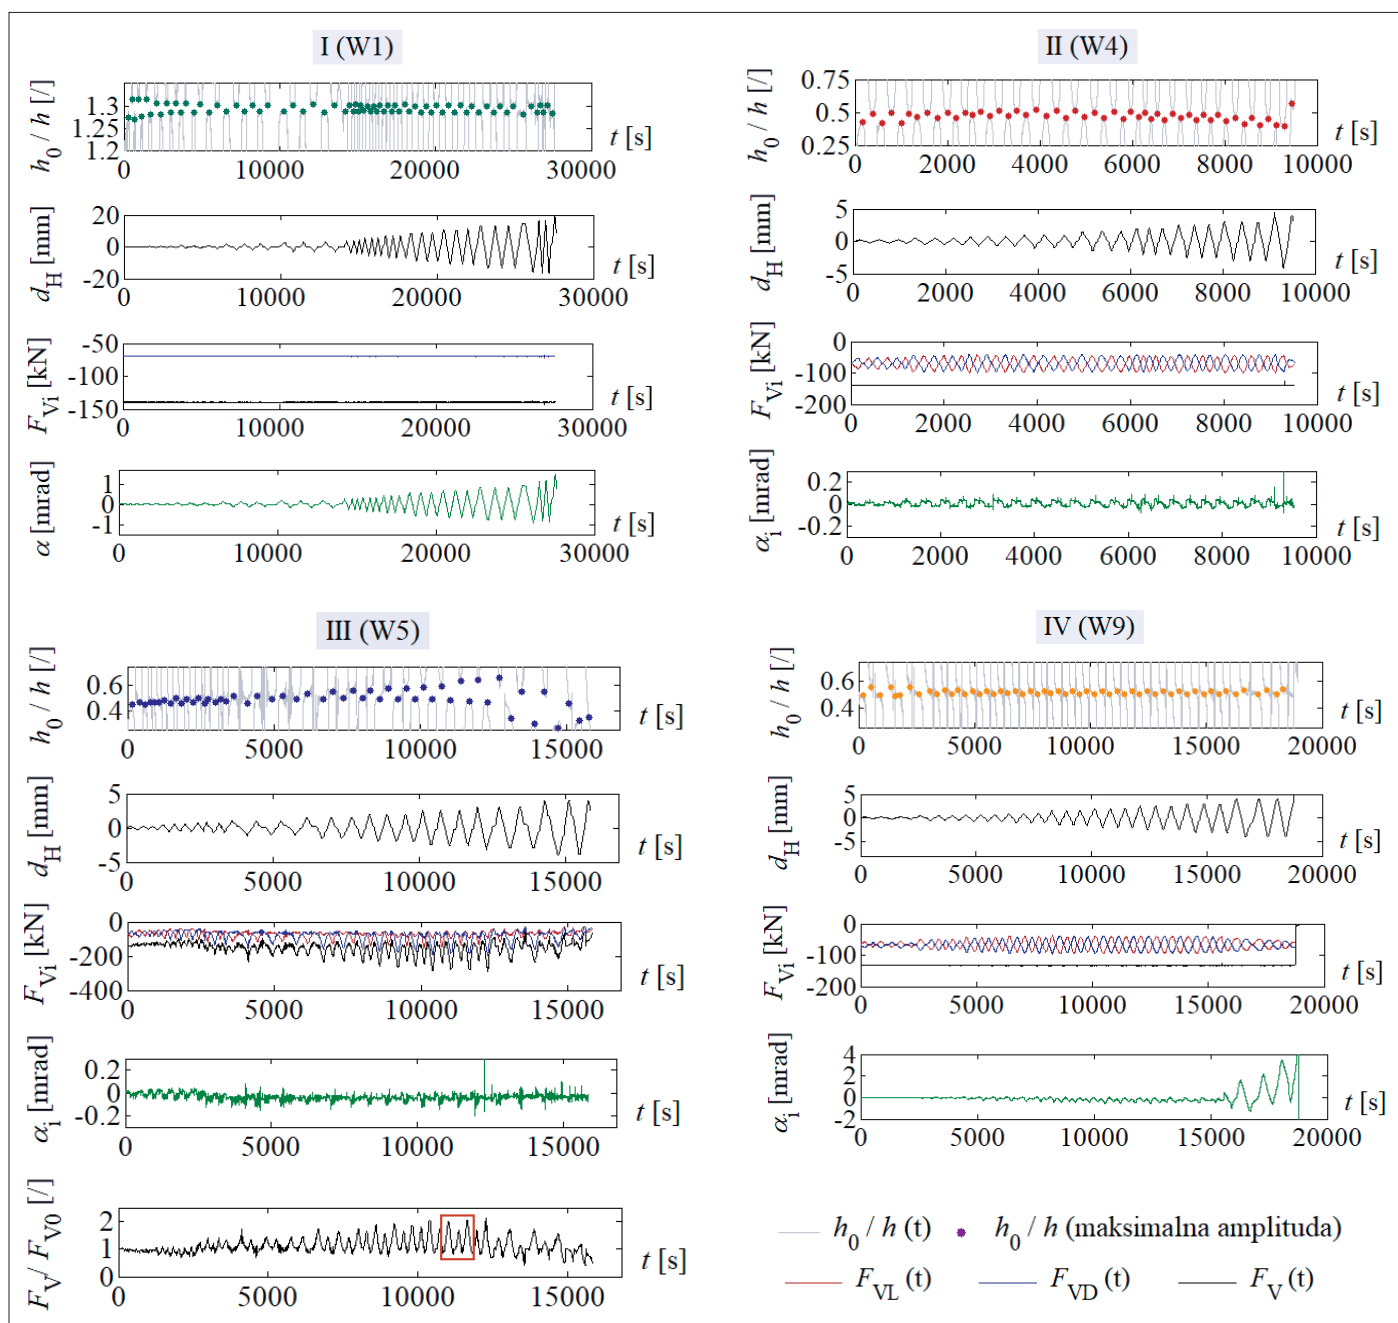 I (W1)
h0 / h [/]
1.3
1.25
1.2
0 10000 20000 30000
t [s]
dH [mm]
20
0
-20
0 10000 20000 30000
t [s]
FVi [kN]
-50
-100
-150
0 10000 20000 30000
t [s]
α [mrad]
1
0
-1
0 10000 20000 30000
t [s]
II (W4)
h0 / h [/]
0.75
0.5
0.25
0 2000 4000 6000 8000 10000
t [s]
dH [mm]
5
0
-5
0 2000 4000 6000 8000 10000
t [s]
FVi [kN]
0
-100
-200
0 2000 4000 6000 8000 10000
t [s]
αi [mrad]
0.2
0
-0.2
0 2000 4000 6000 8000 10000
t [s]
III (W5)
h0 / h [/]
0.6
0.4
0 5000 10000 15000
t [s]
dH [mm]
5
0
-5
0 5000 10000 15000
t [s]
FVi [kN]
0
-200
-400
0 5000 10000 15000
t [s]
αi [mrad]
0.2
0
-0.2
0 5000 10000 15000
t [s]
FV/ FV0 [/]
2
1
0
0 5000 10000 15000
t [s]
IV (W9)
h0 / h [/]
0.6
0.4
0 5000 10000 15000 20000
t [s]
dH [mm]
5
0
-5
0 5000 10000 15000 20000
t [s]
FVi [kN]
0
-100
-200
0 5000 10000 15000 20000
t [s]
αi [mrad]
4
2
0
-2
0 5000 10000 15000 20000
t [s]
h0 / h (t) h0 / h (maksimalna amplituda)
FVL (t) FVD (t) FV (t)